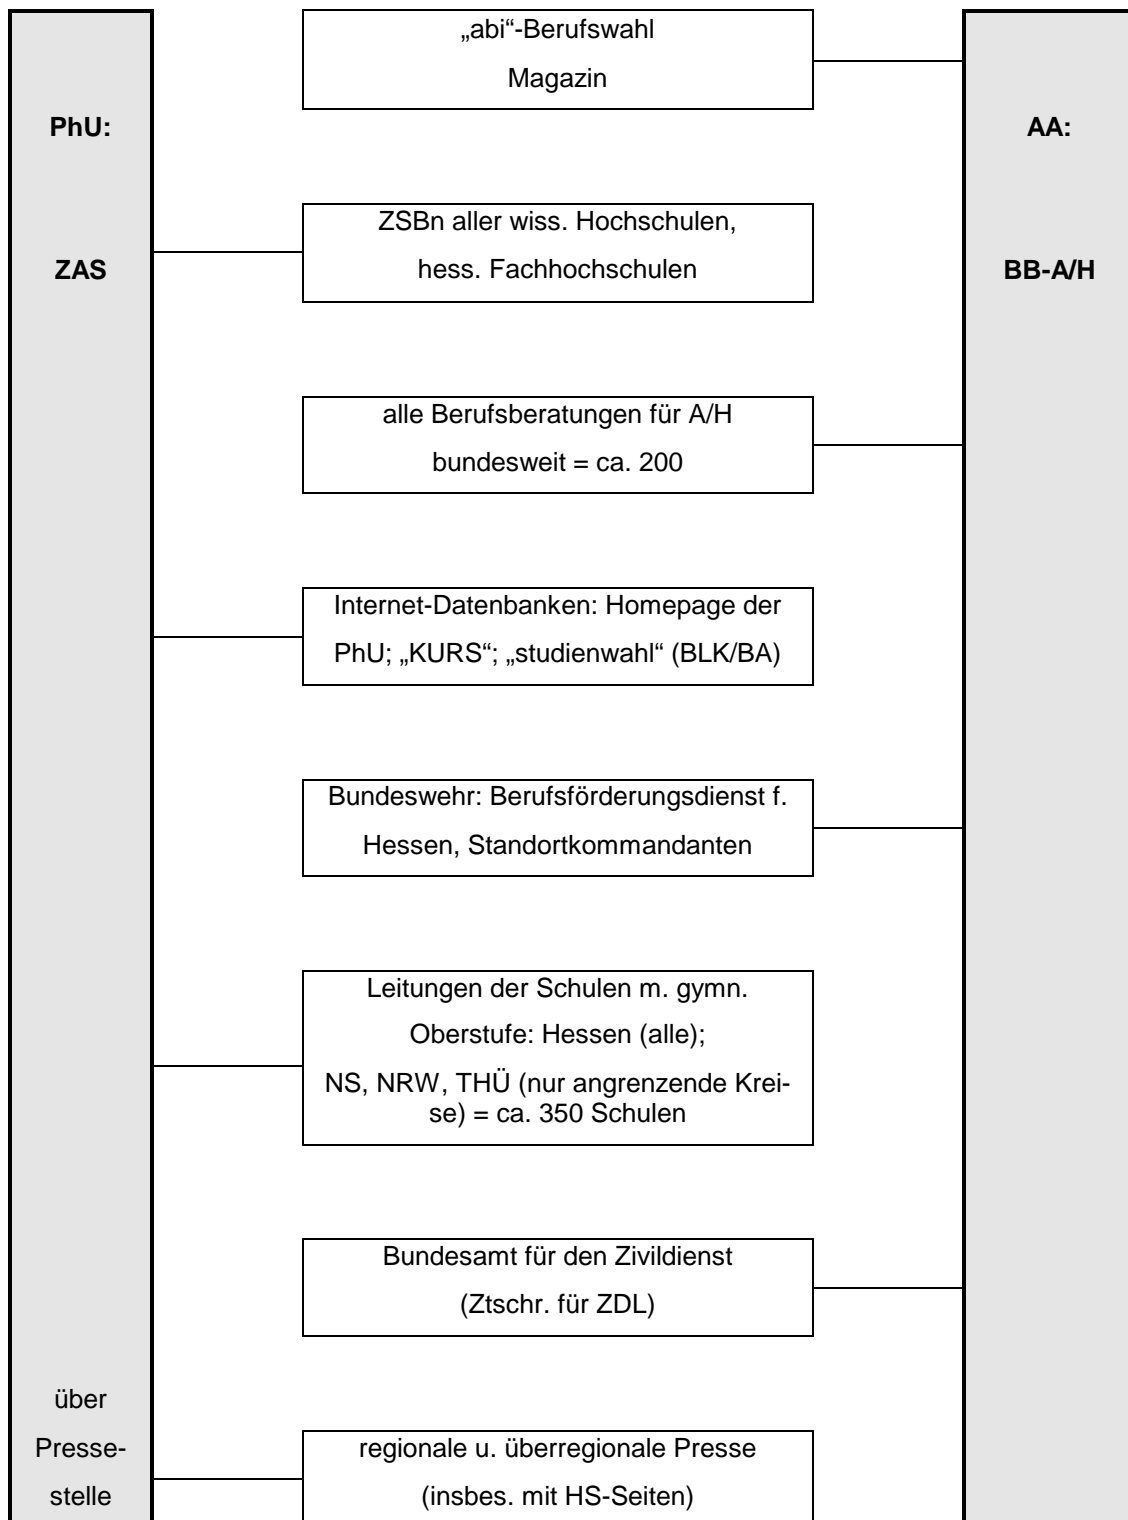 „abi“-Berufswahl
Magazin
PhU:
AA:
ZSBn aller wiss. Hochschulen,
hess. Fachhochschulen
ZAS
BB-A/H
alle Berufsberatungen für A/H
bundesweit = ca. 200
Internet-Datenbanken: Homepage der
PhU; „KURS“; „studienwahl“ (BLK/BA)
Bundeswehr: Berufsförderungsdienst f.
Hessen, Standortkommandanten
Leitungen der Schulen m. gymn.
Oberstufe: Hessen (alle);
NS, NRW, THÜ (nur angrenzende Krei-
se) = ca. 350 Schulen
Bundesamt für den Zivildienst
(Ztschr. für ZDL)
über
Presse-
stelle
regionale u. überregionale Presse
(insbes. mit HS-Seiten)